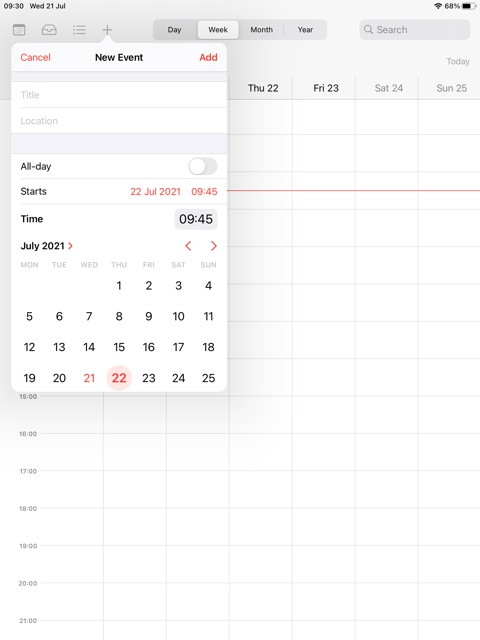 09:30 Wed 21 Jul 68%
Day Week Month Year Search
Cancel New Event Add
Today
Title
Thu 22 Fri 23 Sat 24 Sun 25
Location
All-day
Starts 22 Jul 2021 09:45
Time 09:45
July 2021
MON TUE WED THU FRI SAT SUN
1 2 3 4
5 6 7 8 9 10 11
12 13 14 15 16 17 18
19 20 21 22 23 24 25
15:00
16:00
17:00
18:00
19:00
20:00
21:00